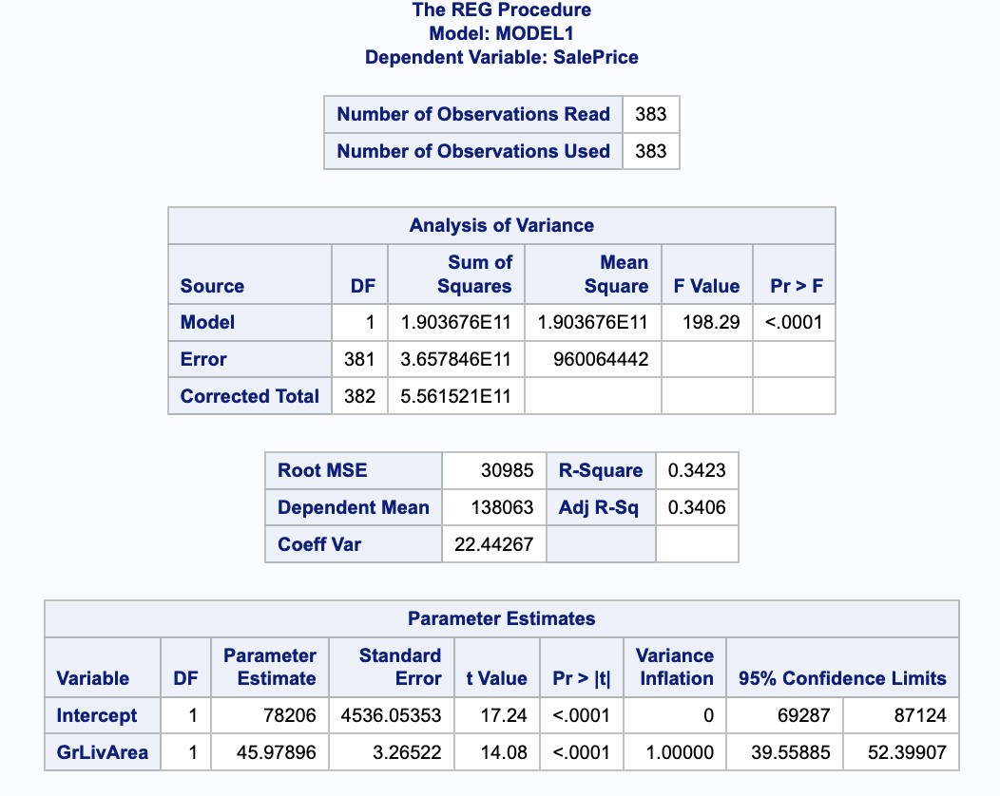 The REG Procedure
Model: MODEL1
Dependent Variable: SalePrice
Number of Observations Read 383
Number of Observations Used 383
Analysis of Variance
Source DF Sum of Squares Mean Square F Value Pr > F
Model 1 1.903676E11 1.903676E11 198.29 <.0001
Error 381 3.657846E11 960064442
Corrected Total 382 5.561521E11
Root MSE 30985 R-Square 0.3423
Dependent Mean 138063 Adj R-Sq 0.3406
Coeff Var 22.44267
Parameter Estimates
Variable DF Parameter Estimate Standard Error t Value Pr > |t| Variance Inflation 95% Confidence Limits
Intercept 1 78206 4536.05353 17.24 <.0001 0 69287 87124
GrLivArea 1 45.97896 3.26522 14.08 <.0001 1.00000 39.55885 52.39907